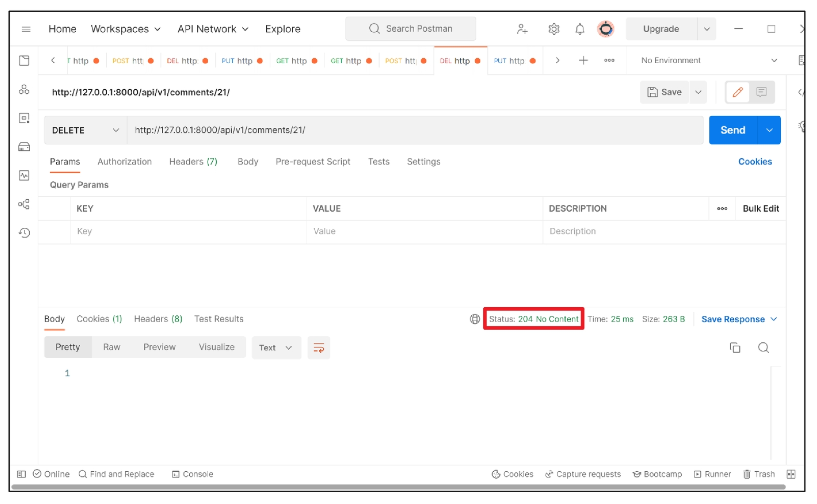 Home Workspaces API Network Explore Search Postman Upgrade
T http POST htt DEL http PUT http GET http GET http POST htt DEL http PUT http No Environment
http://127.0.0.1:8000/api/v1/comments/21/ Save
DELETE http://127.0.0.1:8000/api/v1/comments/21/ Send
Params Authorization Headers (7) Body Pre-request Script Tests Settings Cookies
Query Params
KEY VALUE DESCRIPTION Bulk Edit
Key Value Description
Body Cookies (1) Headers (8) Test Results Status: 204 No Content Time: 25 ms Size: 263 B Save Response
Pretty Raw Preview Visualize Text
1
Online Find and Replace Console Cookies Capture requests Bootcamp Runner Trash